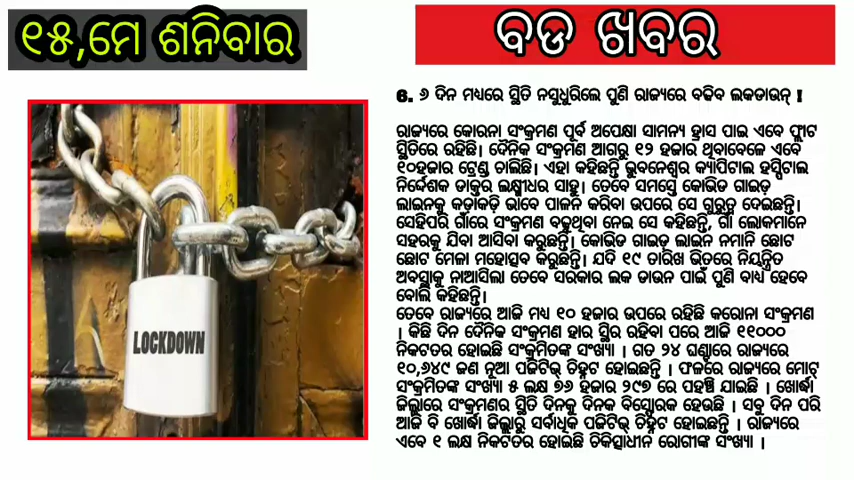 ୧୫,ମେ ଶନିବାର
ବଡ ଖବର
6. ୬ ଦିନ ମଧ୍ୟରେ ସ୍ଥିତି ନସୁଧୁରିଲେ ପୁଣି ରାଜ୍ୟରେ ବଢିବ ଲକଡାଉନ୍ !
ରାଜ୍ୟରେ କୋରନା ସଂକ୍ରମଣ ପୂର୍ବ ଅପେକ୍ଷା ସାମାନ୍ୟ ହ୍ରାସ ପାଇ ଏବେ ଫ୍ଲାଟ
ସ୍ଥିତିରେ ରହିଛି। ଦୈନିକ ସଂକ୍ରମଣ ଆଗରୁ ୧୨ ହଜାର ଥିବାବେଳେ ଏବେ
୧୦ହଜାର ଟ୍ରେଣ୍ଡ ଚାଲିଛି। ଏହା କହିଛନ୍ତି ଭୁବନେଶ୍ୱର କ୍ୟାପିଟାଲ ହସ୍ପିଟାଲ
ନିର୍ଦ୍ଦେଶକ ଡାକ୍ତର ଲକ୍ଷ୍ମୀଧର ସାହୁ। ତେବେ ସମସ୍ତେ କୋଭିଡ ଗାଇଡ୍
ଲାଇନକୁ କଡ଼ାକଡ଼ି ଭାବେ ପାଳନ କରିବା ଉପରେ ସେ ଗୁରୁତ୍ୱ ଦେଇଛନ୍ତି।
ସେହିପରି ଗାଁରେ ସଂକ୍ରମଣ ବଢୁଥିବା ନେଇ ସେ କହିଛନ୍ତି, ଗାଁ ଲୋକମାନେ
ସହରକୁ ଯିବା ଆସିବା କରୁଛନ୍ତି। କୋଭିଡ ଗାଇଡ୍ ଲାଇନ ନମାନି ଛୋଟ
ଛୋଟ ମେଳା ମହୋତ୍ସବ କରୁଛନ୍ତି। ଯଦି ୧୯ ତାରିଖ ଭିତରେ ନିୟନ୍ତ୍ରିତ
ଅବସ୍ଥାକୁ ନାଆସିଲା ତେବେ ସରକାର ଲକ ଡାଉନ ପାଇଁ ପୁଣି ବାଧ୍ୟ ହେବେ
ବୋଲି କହିଛନ୍ତି।
ତେବେ ରାଜ୍ୟରେ ଆଜି ମଧ୍ୟ ୧୦ ହଜାର ଉପରେ ରହିଛି କରୋନା ସଂକ୍ରମଣ
। କିଛି ଦିନ ଦୈନିକ ସଂକ୍ରମଣ ହାର ସ୍ଥିର ରହିବା ପରେ ଆଜି ୧୧୦୦୦
ନିକଟତର ହୋଇଛି ସଂକ୍ରମିତଙ୍କ ସଂଖ୍ୟା । ଗତ ୨୪ ଘଣ୍ଟାରେ ରାଜ୍ୟରେ
୧୦,୬୪୯ ଜଣ ନୂଆ ପଜିଟିଭ୍ ଚିହ୍ନଟ ହୋଇଛନ୍ତି । ଫଳରେ ରାଜ୍ୟରେ ମୋଟ୍
ସଂକ୍ରମିତଙ୍କ ସଂଖ୍ୟା ୫ ଲକ୍ଷ ୭୬ ହଜାର ୨୯୭ ରେ ପହଞ୍ଚି ଯାଇଛି । ଖୋର୍ଦ୍ଧା
ଜିଲ୍ଲାରେ ସଂକ୍ରମଣର ସ୍ଥିତି ଦିନକୁ ଦିନକ ବିସ୍ଫୋରକ ହେଉଛି । ସବୁ ଦିନ ପରି
ଆଜି ବି ଖୋର୍ଦ୍ଧା ଜିଲ୍ଲାରୁ ସର୍ବାଧିକ ପଜିଟିଭ୍ ଚିହ୍ନଟ ହୋଇଛନ୍ତି । ରାଜ୍ୟରେ
ଏବେ ୧ ଲକ୍ଷ ନିକଟତର ହୋଇଛି ଚିକିତ୍ସାଧୀନ ରୋଗୀଙ୍କ ସଂଖ୍ୟା ।
LOCKDOWN